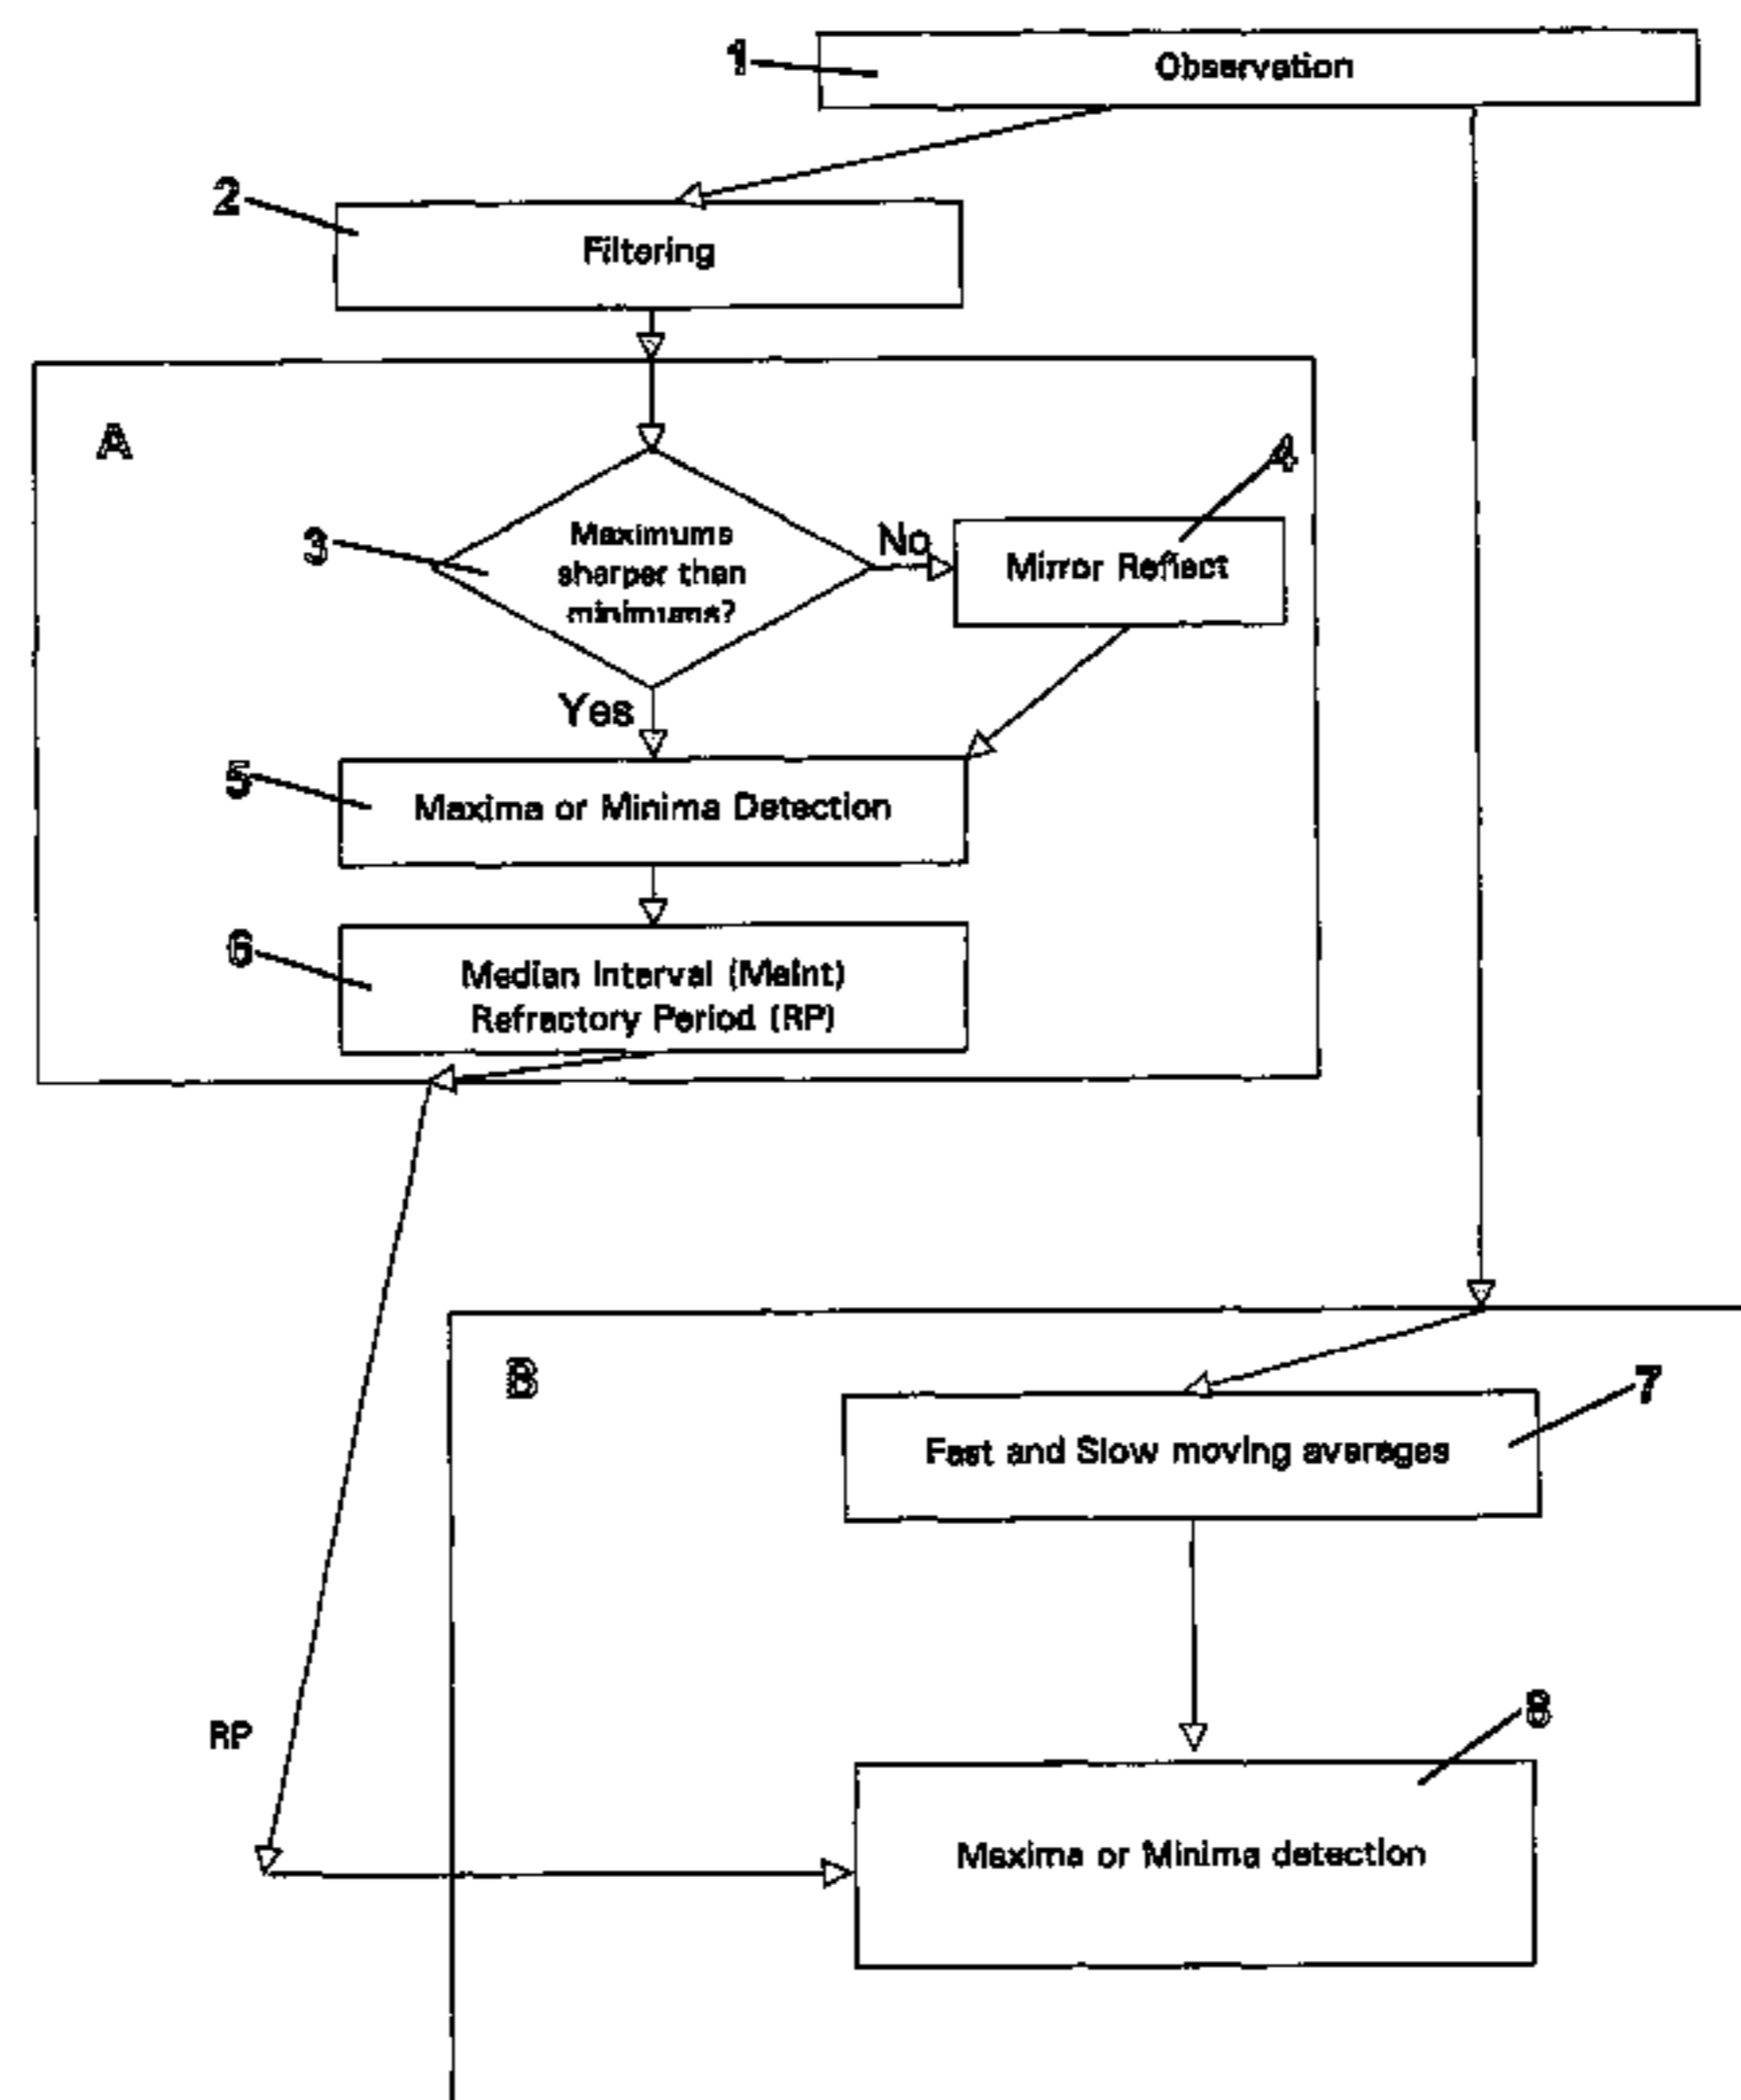 1
Observation
2
Filtering
A
4
3
Maximums
sharper than
minimums?
No
Mirror Reflect
Yes
5
Maxima or Minima Detection
6
Median Interval (MeInt)
Refractory Period (RP)
B
7
Fast and Slow moving averages
RP
8
Maxima or Minima detection